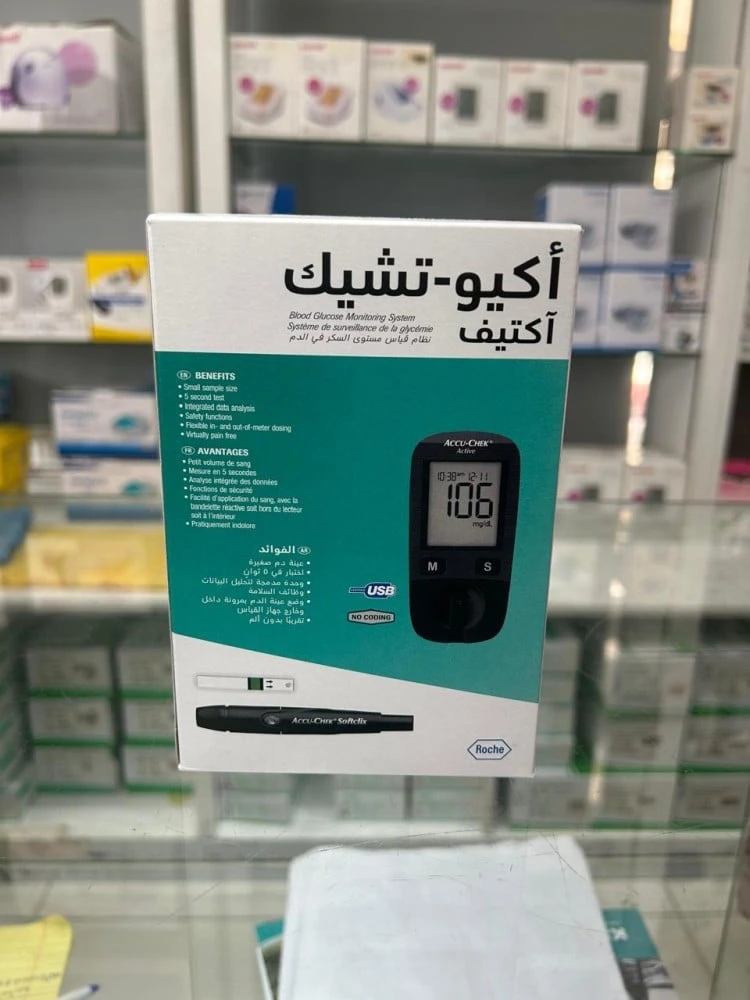 أكيو-تشيك
آكتيف
Blood Glucose Monitoring System
Système de surveillance de la glycémie
نظام قياس مستوى السكر في الدم
EN BENEFITS
• Small sample size
• 5 second test
• Integrated data analysis
• Safety functions
• Flexible in- and out-of-meter dosing
• Virtually pain free
FR AVANTAGES
• Petit volume de sang
• Mesure en 5 secondes
• Analyse intégrée des données
• Fonctions de sécurité
• Facilité d'application du sang, avec la
bandelette réactive soit hors du lecteur
soit à l'intérieur
• Pratiquement indolore
AR الفوائد
• عينة دم صغيرة
• اختبار في ٥ ثوانٍ
• وحدة مدمجة لتحليل البيانات
• وظائف السلامة
• وضع عينة الدم بمرونة داخل
وخارج جهاز القياس
• تقريبًا بدون ألم
ACCU-CHEK®
Active
10:38am 12-11
106
mg/dL
M S
USB
NO CODING
ACCU-CHEK® Softclix
Roche